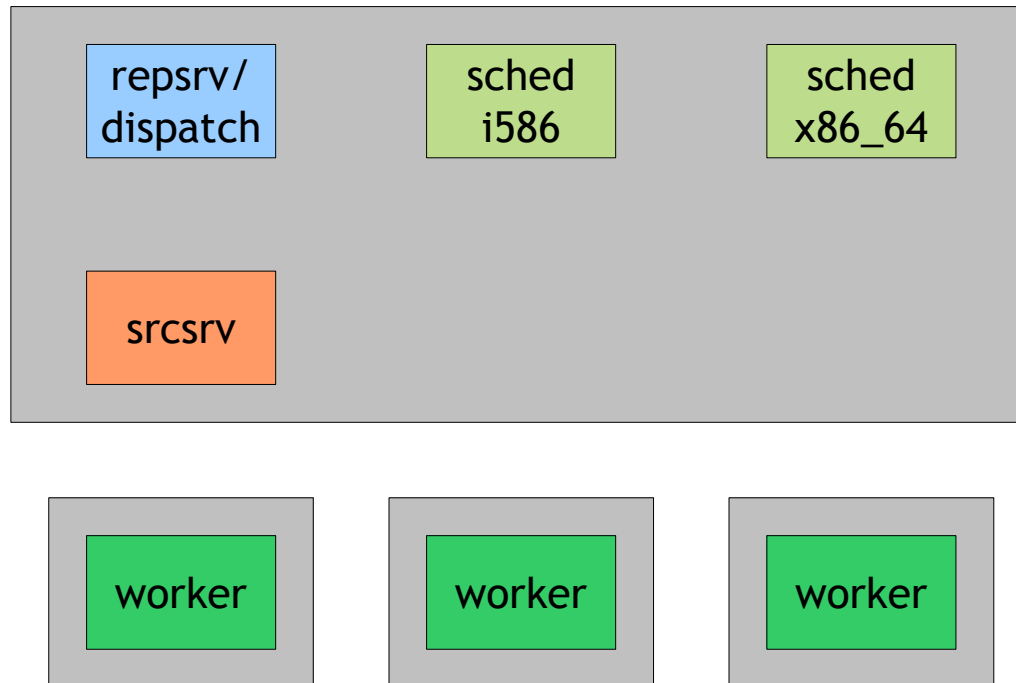 repsrv/
dispatch
sched
i586
sched
x86_64
srcsrv
worker
worker
worker